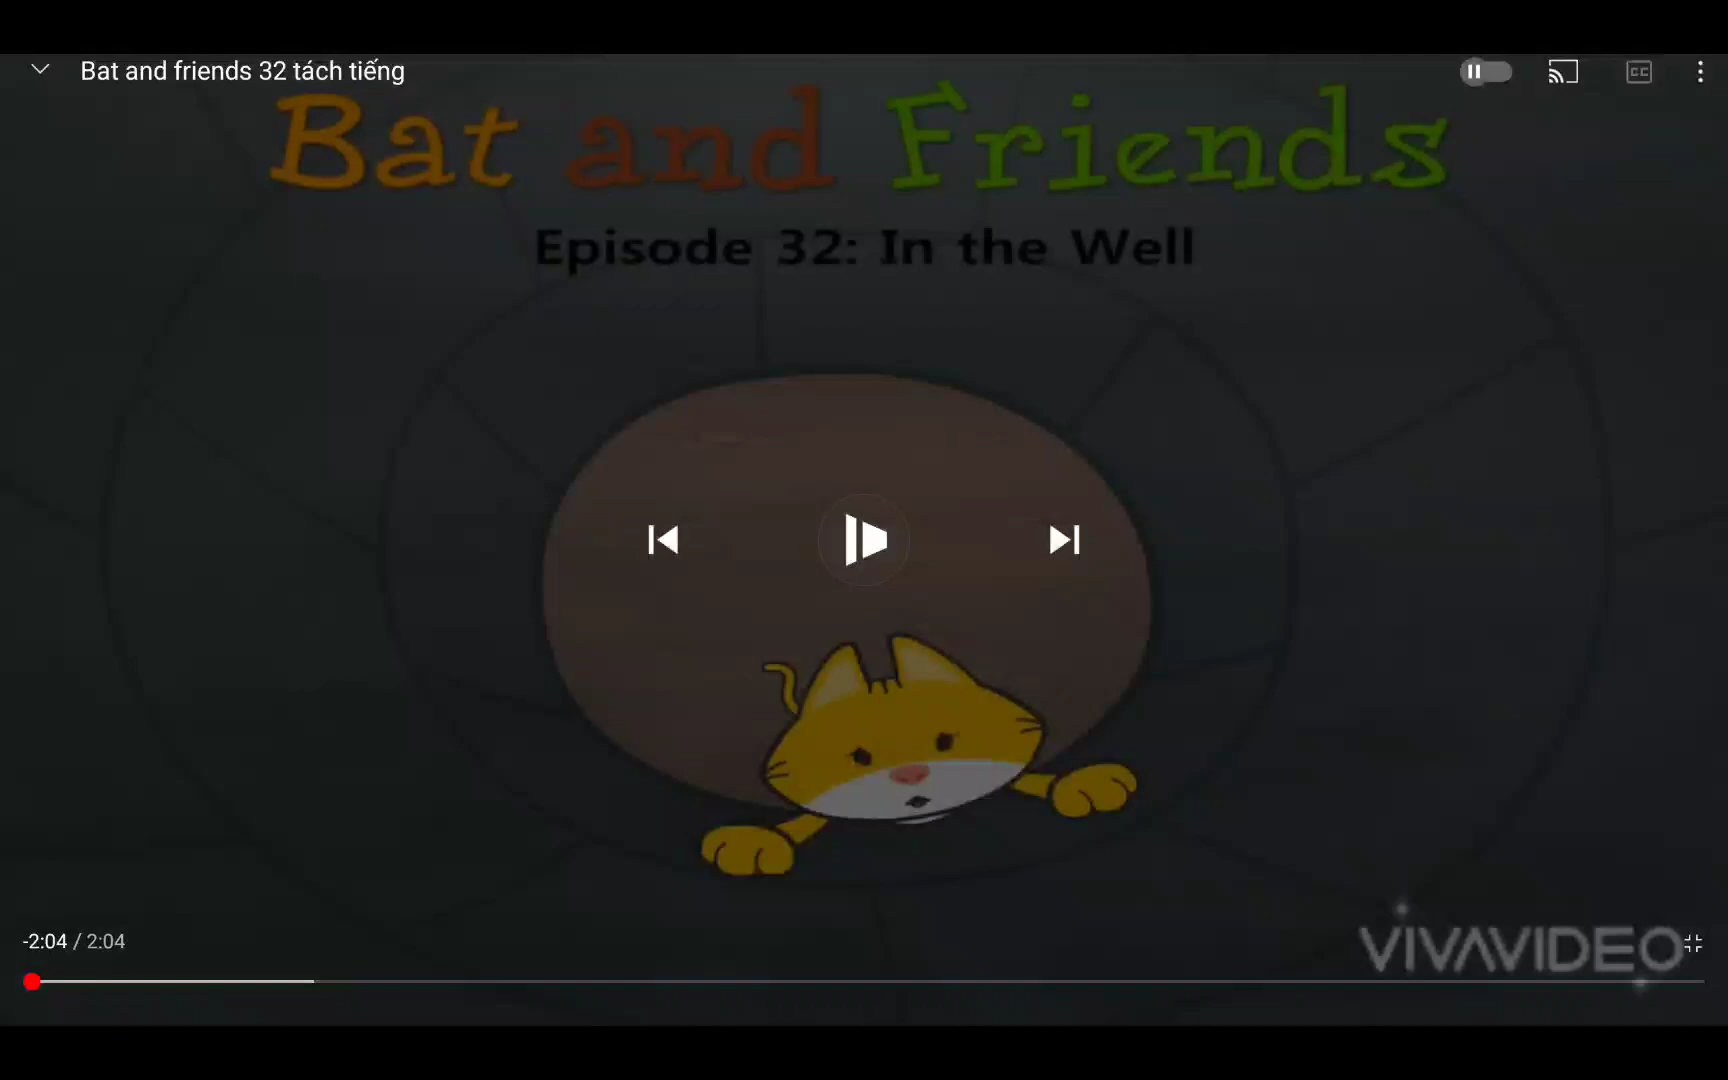 Bat and friends 32 tách tiếng
CC
Bat and Friends
Episode 32: In the Well
-2:04 / 2:04
VIVAVIDEO